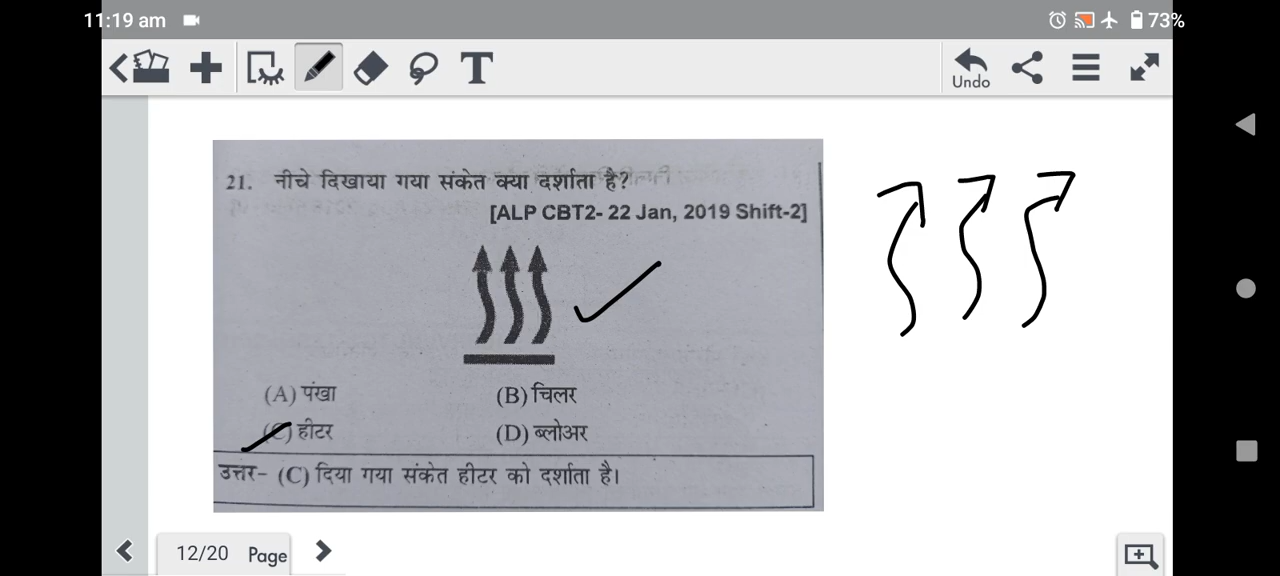 11:19 am
73%
T
Undo
21. नीचे दिखाया गया संकेत क्या दर्शाता है?
[ALP CBT2- 22 Jan, 2019 Shift-2]
(A) पंखा
(B) चिलर
(C) हीटर
(D) ब्लोअर
उत्तर- (C) दिया गया संकेत हीटर को दर्शाता है।
12/20 Page